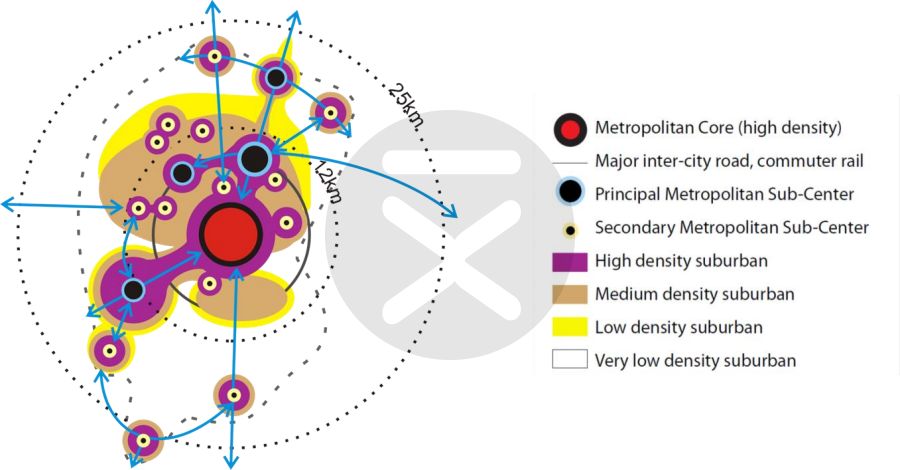 25km
12km
Metropolitan Core (high density)
Major inter-city road, commuter rail
Principal Metropolitan Sub-Center
Secondary Metropolitan Sub-Center
High density suburban
Medium density suburban
Low density suburban
Very low density suburban